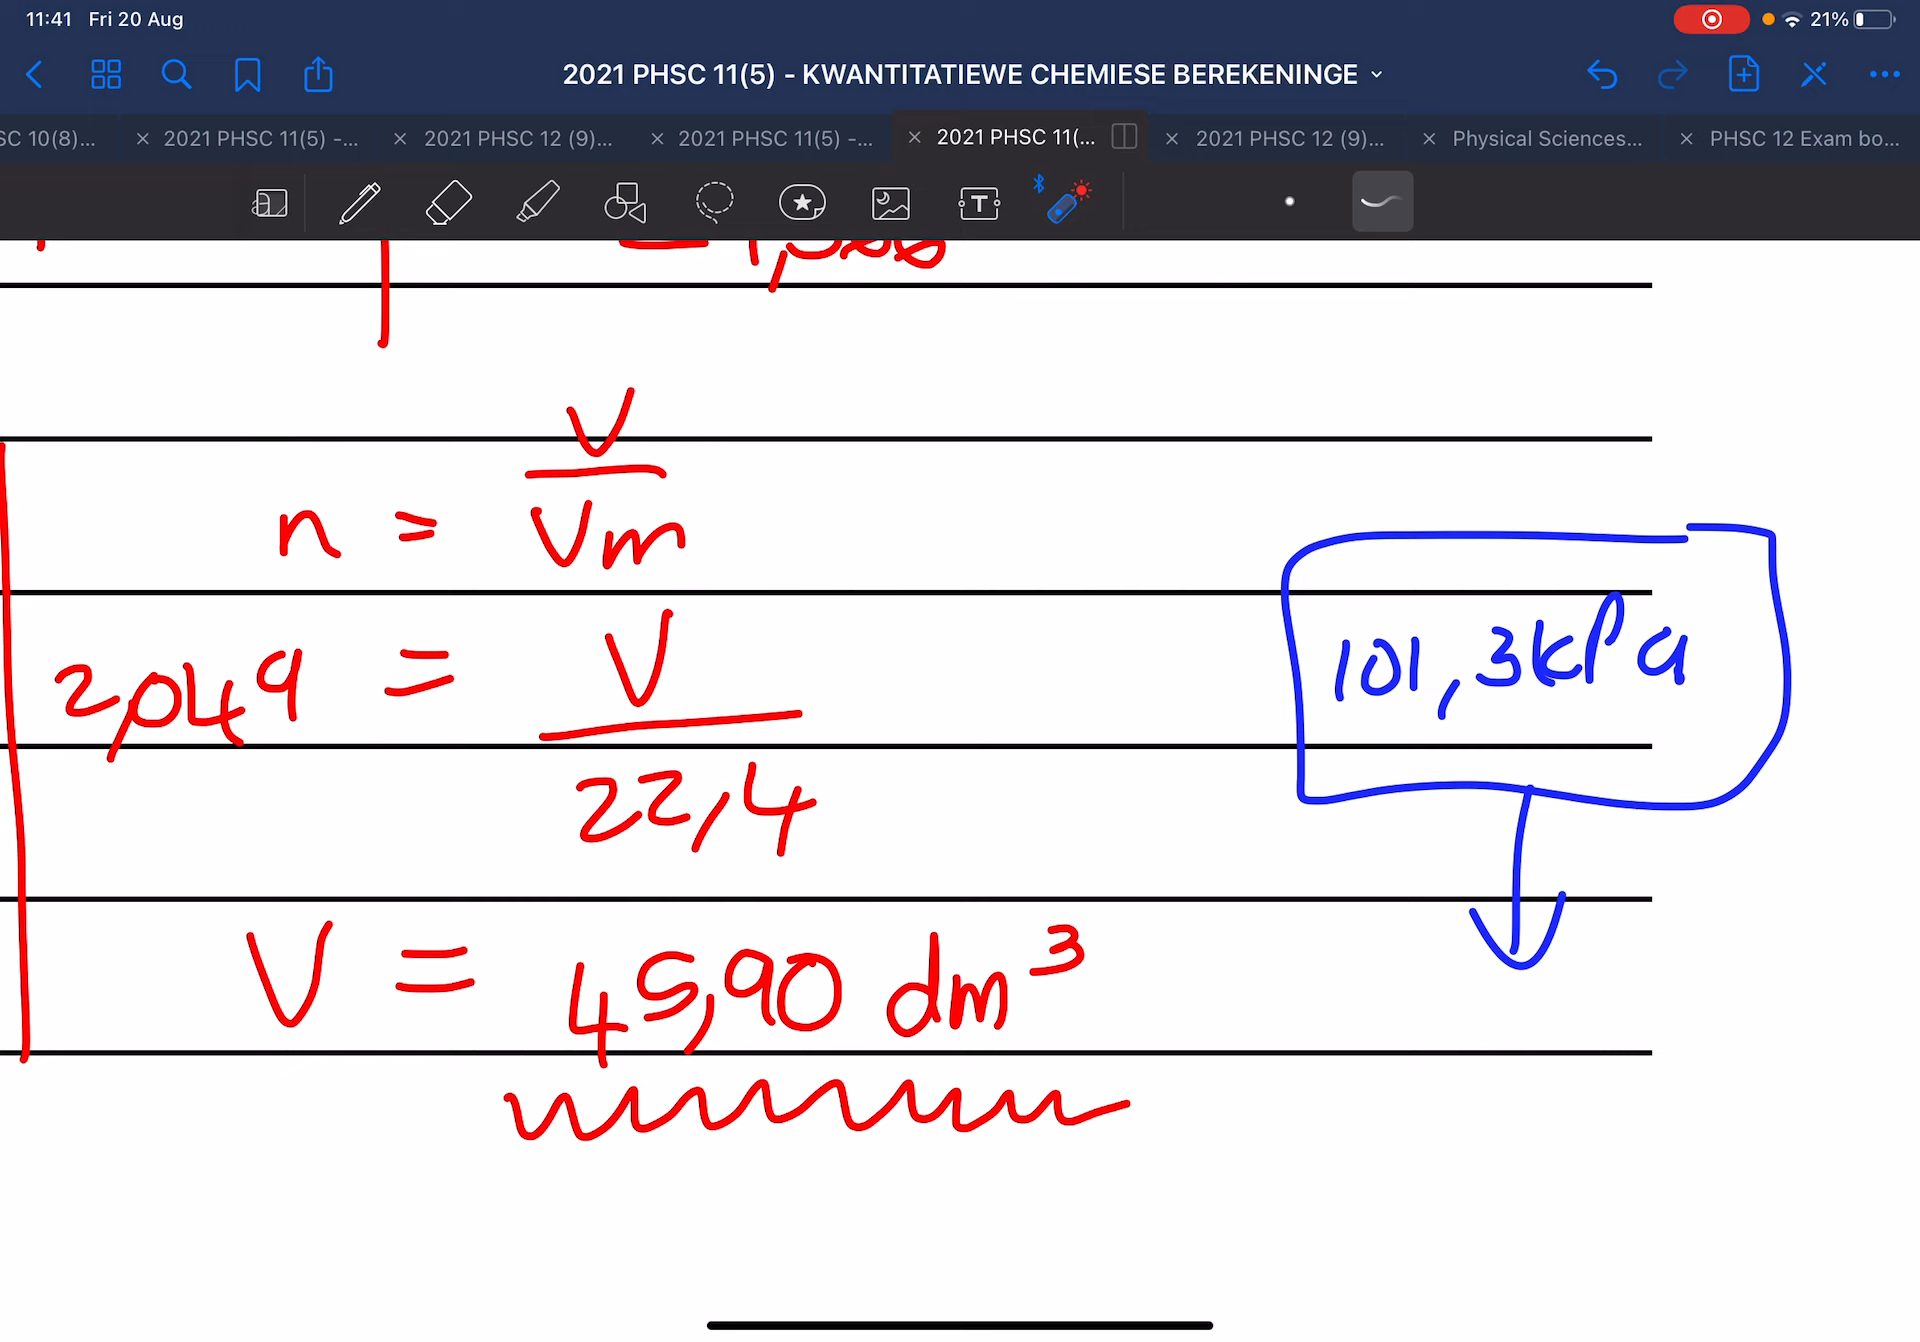 11:41 Fri 20 Aug
21%
2021 PHSC 11(5) - KWANTITATIEWE CHEMIESE BEREKENINGE
SC 10(8)... 2021 PHSC 11(5) -... 2021 PHSC 12 (9)... 2021 PHSC 11(5) -... 2021 PHSC 11(... 2021 PHSC 12 (9)... Physical Sciences... PHSC 12 Exam bo...
n = V / Vm
2,049 = V / 22,4
101,3kPa
V = 45,90 dm³